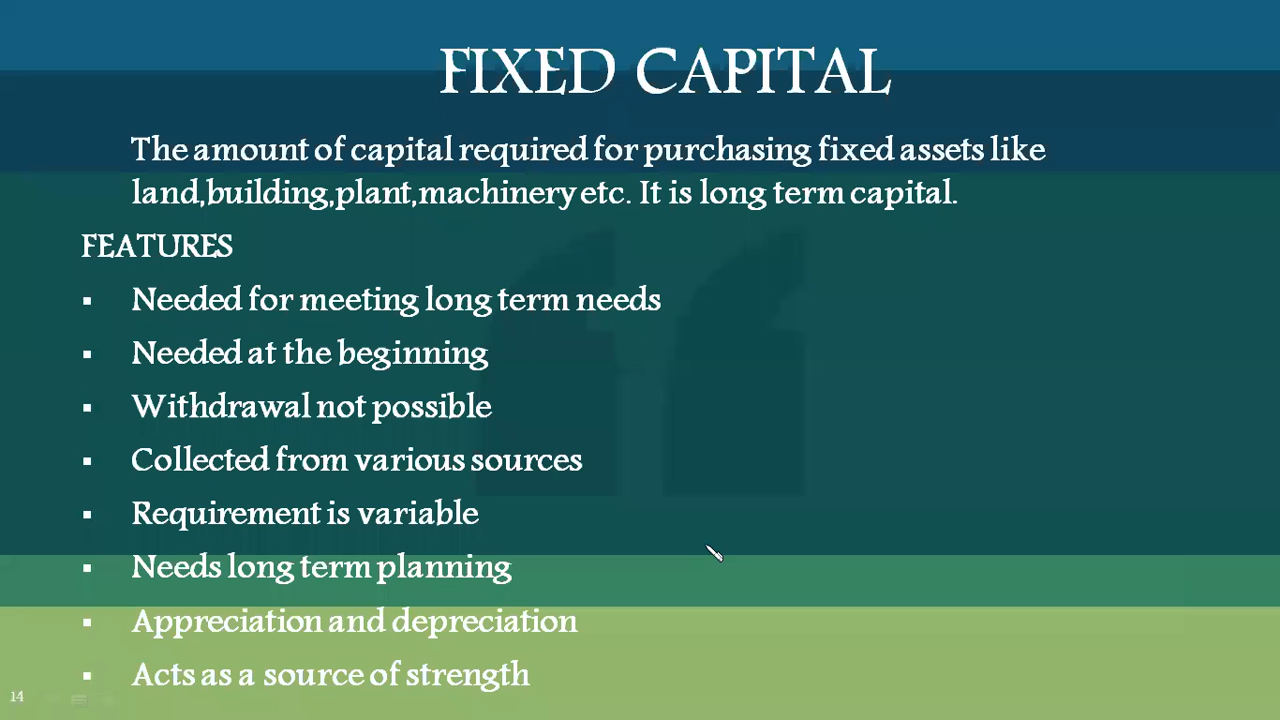 FIXED CAPITAL
The amount of capital required for purchasing fixed assets like
land,building,plant,machinery etc. It is long term capital.
FEATURES
▪ Needed for meeting long term needs
▪ Needed at the beginning
▪ Withdrawal not possible
▪ Collected from various sources
▪ Requirement is variable
▪ Needs long term planning
▪ Appreciation and depreciation
▪ Acts as a source of strength
14